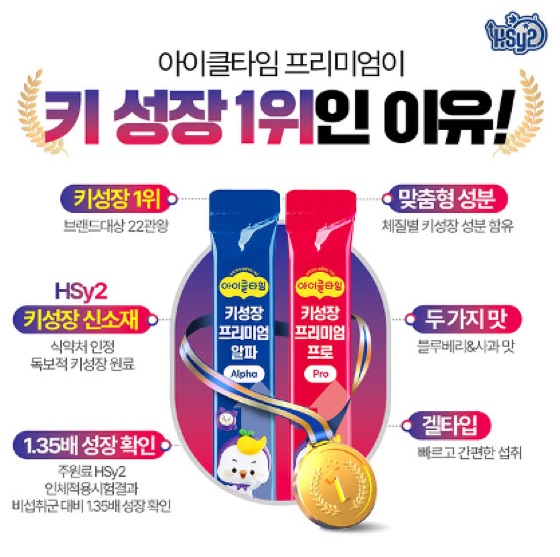 HSy2
아이클타임 프리미엄이
키 성장 1위인 이유!
키성장 1위
브랜드대상 22관왕
맞춤형 성분
체질별 키성장 성분 함유
HSy2
키성장 신소재
식약처 인정
독보적 키성장 원료
두 가지 맛
블루베리&사과 맛
1.35배 성장 확인
주원료 HSy2
인체적용시험결과
비섭취군 대비 1.35배 성장 확인
겔타입
빠르고 간편한 섭취
아이클타임
키성장
프리미엄
알파
Alpha
아이클타임
키성장
프리미엄
프로
Pro
1